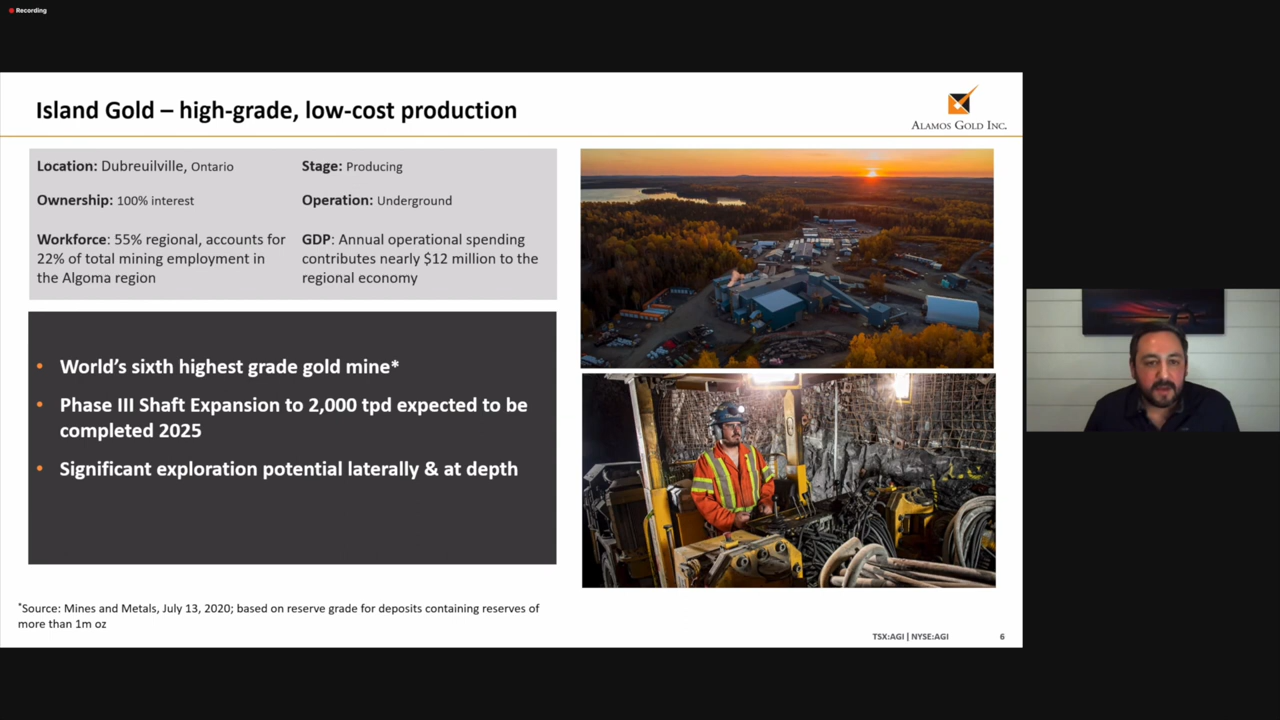 Recording
Island Gold – high-grade, low-cost production
ALAMOS GOLD INC.
Location: Dubreuilville, Ontario
Stage: Producing
Ownership: 100% interest
Operation: Underground
Workforce: 55% regional, accounts for
22% of total mining employment in
the Algoma region
GDP: Annual operational spending
contributes nearly $12 million to the
regional economy
• World’s sixth highest grade gold mine*
• Phase III Shaft Expansion to 2,000 tpd expected to be
completed 2025
• Significant exploration potential laterally & at depth
*Source: Mines and Metals, July 13, 2020; based on reserve grade for deposits containing reserves of
more than 1m oz
TSX:AGI | NYSE:AGI
6